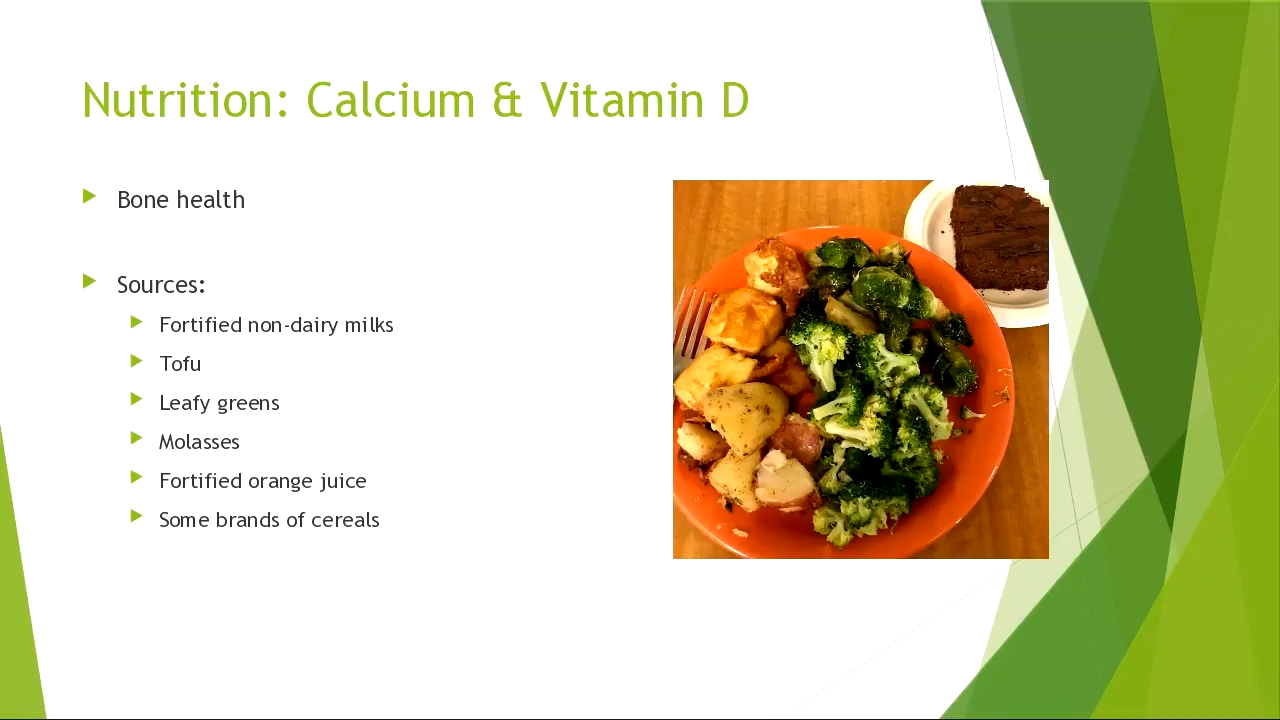 Nutrition: Calcium & Vitamin D
Bone health
Sources:
Fortified non-dairy milks
Tofu
Leafy greens
Molasses
Fortified orange juice
Some brands of cereals